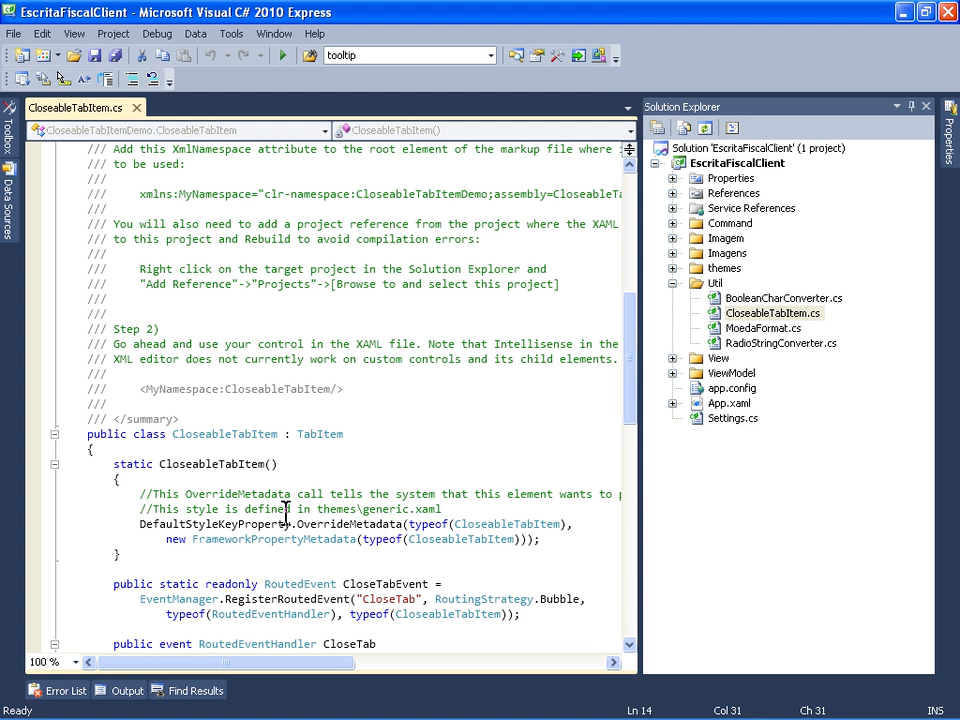 EscritaFiscalClient - Microsoft Visual C# 2010 Express
File Edit View Project Debug Data Tools Window Help
tooltip
CloseableTabItem.cs
CloseableTabItemDemo.CloseableTabItem CloseableTabItem()
/// Add this XmlNamespace attribute to the root element of the markup file where
/// to be used:
///
/// xmlns:MyNamespace="clr-namespace:CloseableTabItemDemo;assembly=CloseableTa
///
/// You will also need to add a project reference from the project where the XAML
/// to this project and Rebuild to avoid compilation errors:
///
/// Right click on the target project in the Solution Explorer and
/// "Add Reference"->"Projects"->[Browse to and select this project]
///
///
/// Step 2)
/// Go ahead and use your control in the XAML file. Note that Intellisense in the
/// XML editor does not currently work on custom controls and its child elements.
///
/// <MyNamespace:CloseableTabItem/>
///
/// </summary>
public class CloseableTabItem : TabItem
{
static CloseableTabItem()
{
//This OverrideMetadata call tells the system that this element wants to p
//This style is defined in themes\generic.xaml
DefaultStyleKeyProperty.OverrideMetadata(typeof(CloseableTabItem),
new FrameworkPropertyMetadata(typeof(CloseableTabItem)));
}
public static readonly RoutedEvent CloseTabEvent =
EventManager.RegisterRoutedEvent("CloseTab", RoutingStrategy.Bubble,
typeof(RoutedEventHandler), typeof(CloseableTabItem));
public event RoutedEventHandler CloseTab
100 %
Toolbox
Data Sources
Solution Explorer
Solution 'EscritaFiscalClient' (1 project)
EscritaFiscalClient
Properties
References
Service References
Command
Imagem
Imagens
themes
Util
BooleanCharConverter.cs
CloseableTabItem.cs
MoedaFormat.cs
RadioStringConverter.cs
View
ViewModel
app.config
App.xaml
Settings.cs
Properties
Error List Output Find Results
Ready Ln 14 Col 31 Ch 31 INS